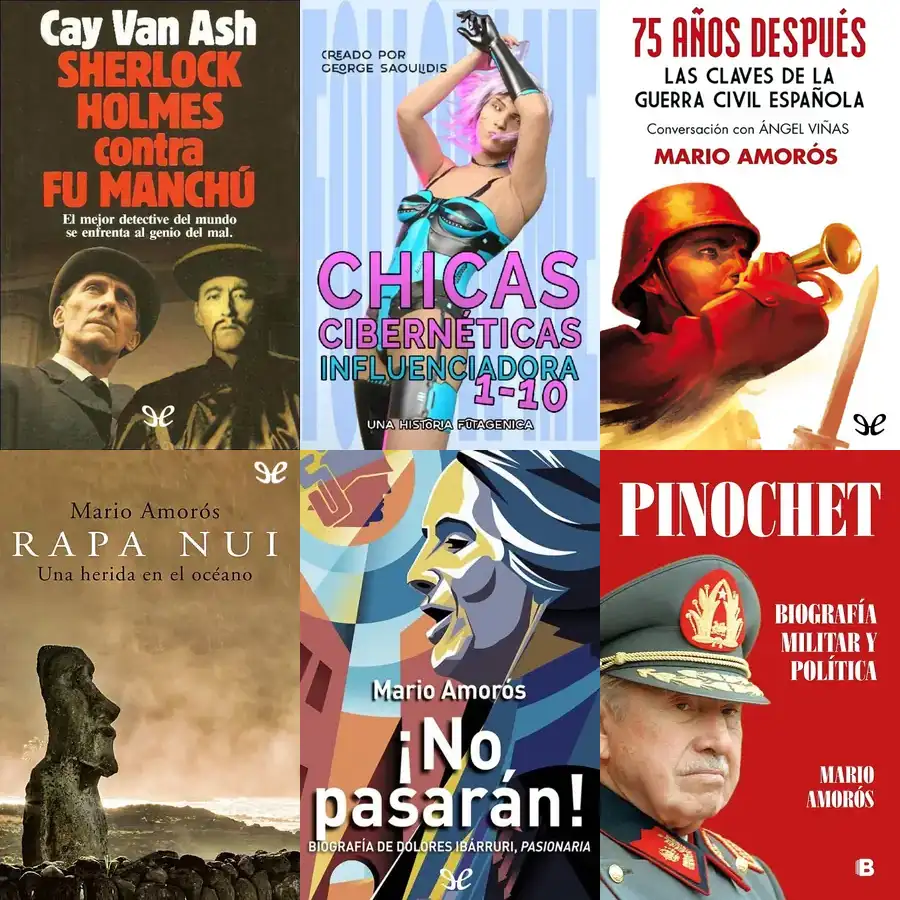 Cay Van Ash
SHERLOCK
HOLMES
contra
FU MANCHÚ
El mejor detective del mundo
se enfrenta al genio del mal.
CREADO POR
GEORGE SAOULIDIS
CHICAS
CIBERNÉTICAS
INFLUENCIADORA
1-10
UNA HISTORIA FŪTAGENICA
75 AÑOS DESPUÉS
LAS CLAVES DE LA
GUERRA CIVIL ESPAÑOLA
Conversación con ÁNGEL VIÑAS
MARIO AMORÓS
Mario Amorós
RAPA NUI
Una herida en el océano
Mario Amorós
¡No
pasarán!
BIOGRAFÍA DE DOLORES IBÁRRURI, PASIONARIA
PINOCHET
BIOGRAFÍA
MILITAR Y
POLÍTICA
MARIO
AMORÓS
B